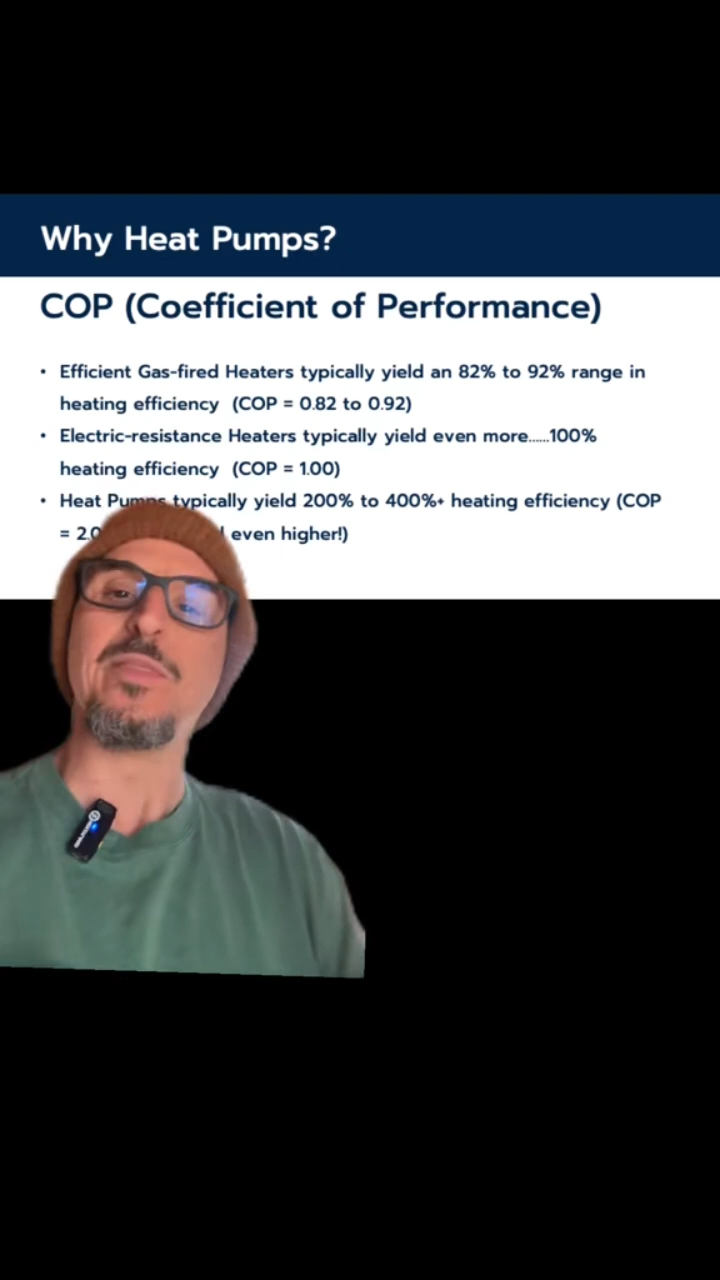 Why Heat Pumps?
COP (Coefficient of Performance)
• Efficient Gas-fired Heaters typically yield an 82% to 92% range in
heating efficiency (COP = 0.82 to 0.92)
• Electric-resistance Heaters typically yield even more......100%
heating efficiency (COP = 1.00)
• Heat Pumps typically yield 200% to 400%+ heating efficiency (COP
= 2.0 even higher!)